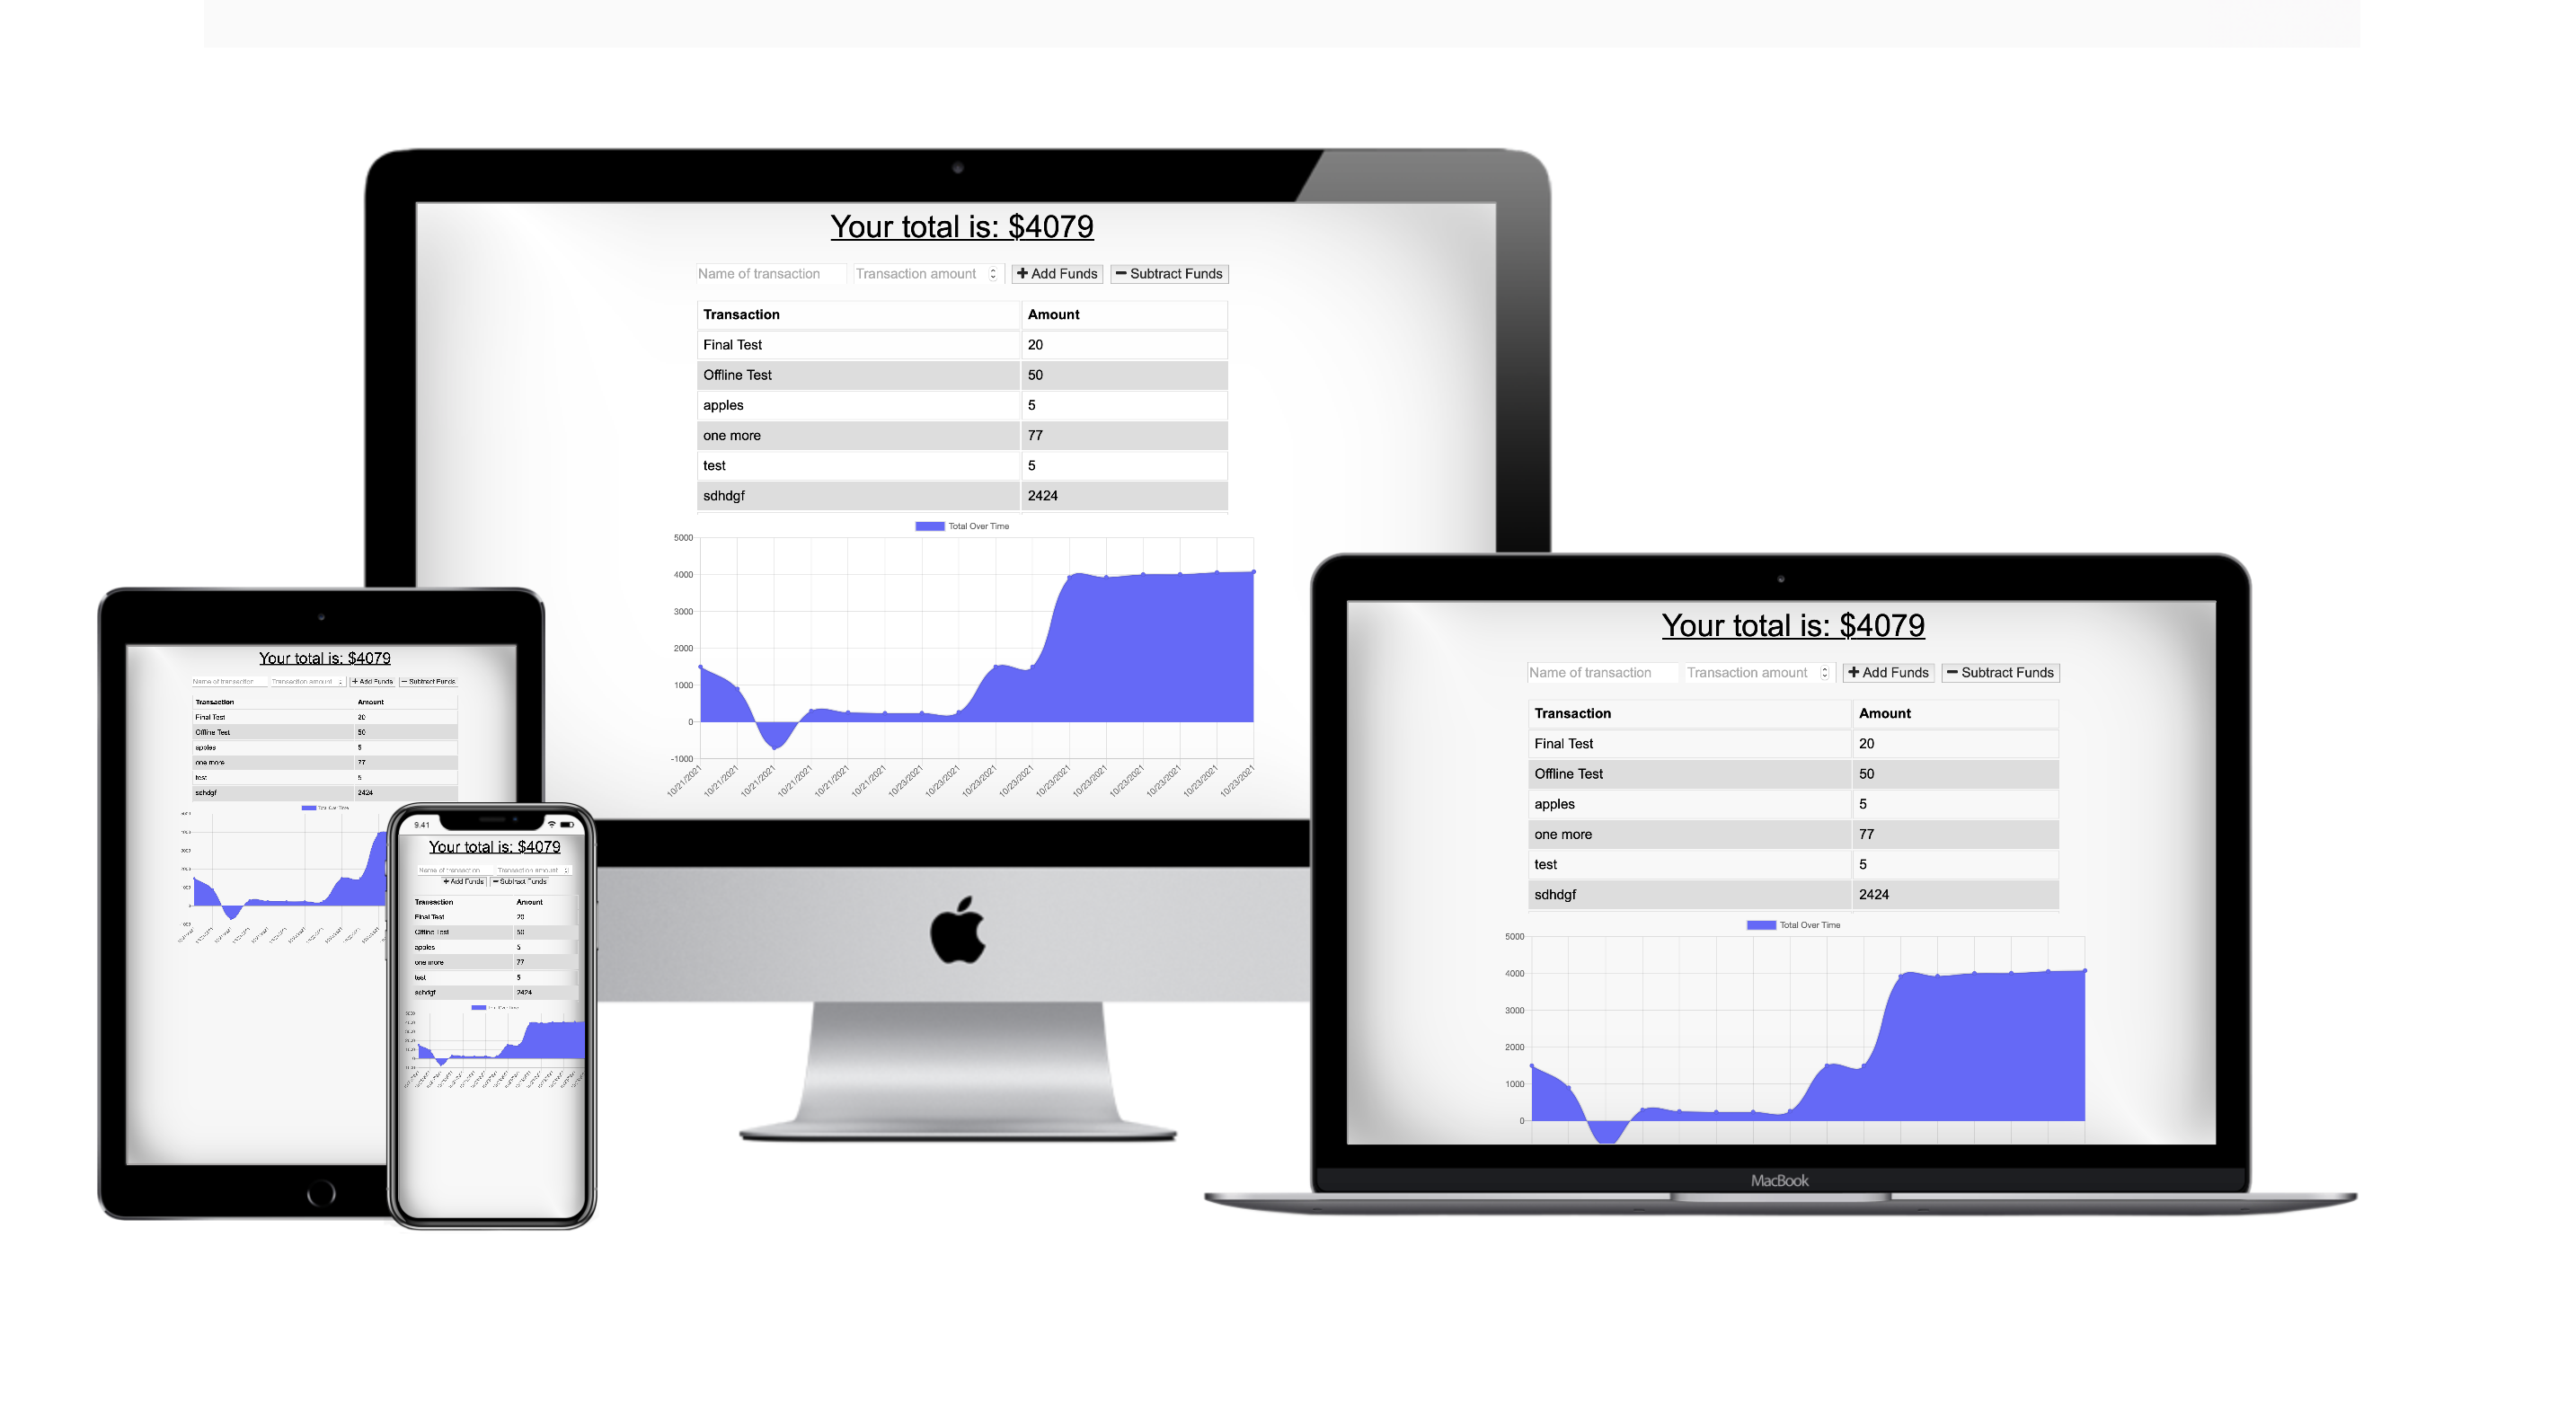 Your total is: $4079
Name of transaction Transaction amount + Add Funds − Subtract Funds
Transaction Amount
Final Test 20
Offline Test 50
apples 5
one more 77
test 5
sdhdgf 2424
Total Over Time
5000
4000
3000
2000
1000
0
-1000
10/21/2021 10/21/2021 10/21/2021 10/21/2021 10/21/2021 10/21/2021 10/23/2021 10/23/2021 10/23/2021 10/23/2021 10/23/2021 10/23/2021 10/23/2021 10/23/2021 10/23/2021 10/23/2021
Your total is: $4079
Name of transaction Transaction amount + Add Funds − Subtract Funds
Transaction Amount
Final Test 20
Offline Test 50
apples 5
one more 77
test 5
sdhdgf 2424
9:41
Your total is: $4079
Name of transaction Transaction amount
+ Add Funds − Subtract Funds
Transaction Amount
Final Test 20
Offline Test 50
apples 5
one more 77
test 5
sdhdgf 2424
Your total is: $4079
Name of transaction Transaction amount + Add Funds − Subtract Funds
Transaction Amount
Final Test 20
Offline Test 50
apples 5
one more 77
test 5
sdhdgf 2424
Total Over Time
5000
4000
3000
2000
1000
0
MacBook